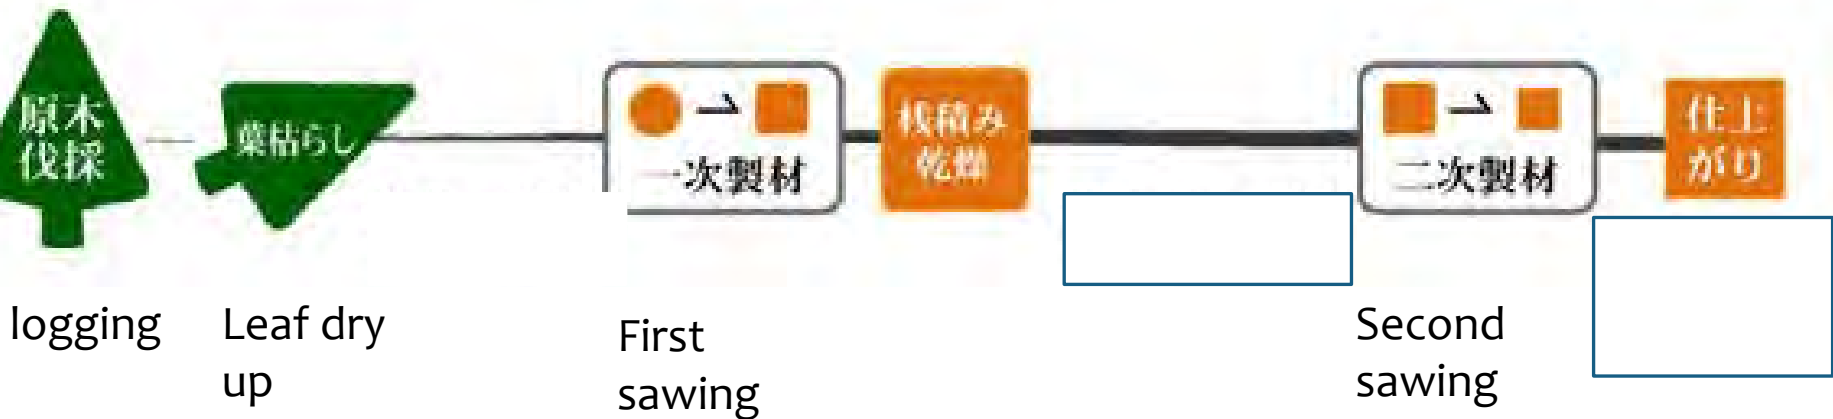 原木
伐採
葉枯らし
一次製材
桟積み
乾燥
二次製材
仕上
がり
logging
Leaf dry
up
First
sawing
Second
sawing